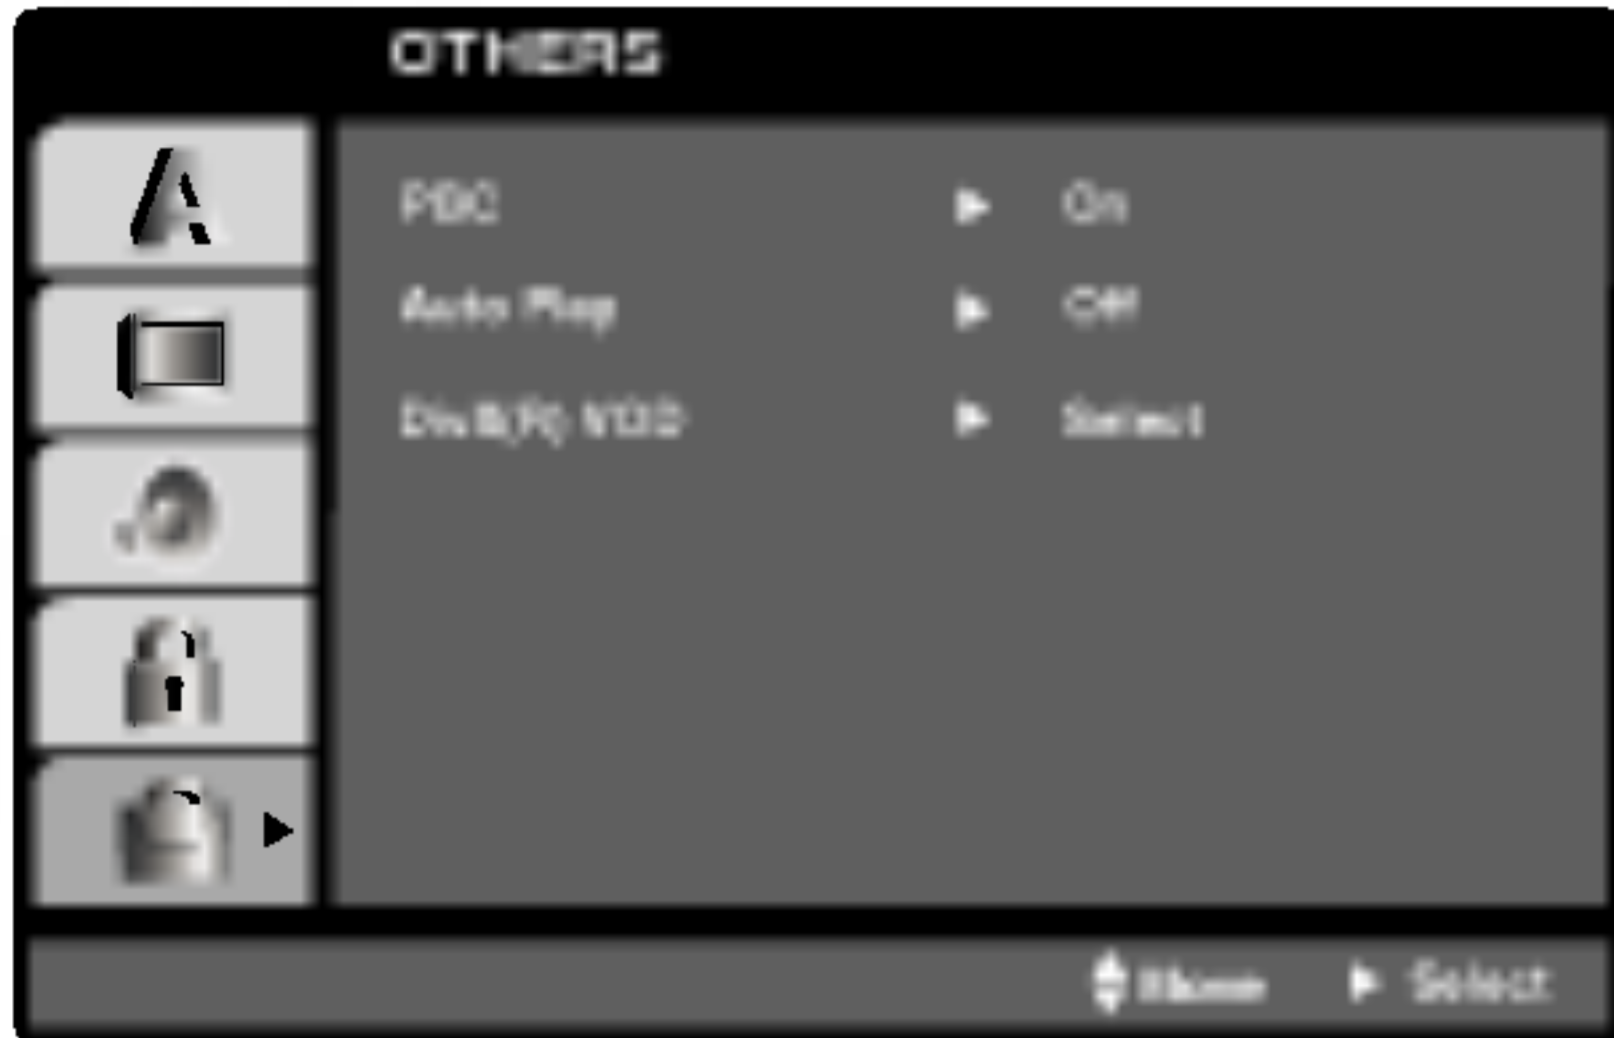 OTHERS
PBC On
Auto Play Off
DivX(R) VOD Select
Move Select